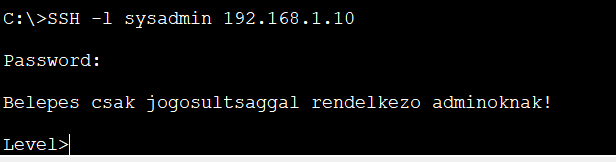 C:\>SSH -l sysadmin 192.168.1.10
Password:
Belepes csak jogosultsaggal rendelkezo adminoknak!
Level>